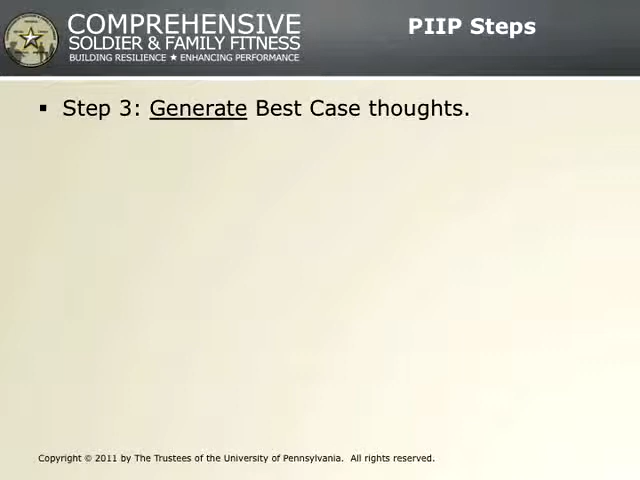 COMPREHENSIVE
SOLDIER & FAMILY FITNESS
BUILDING RESILIENCE ★ ENHANCING PERFORMANCE
PIIP Steps
▪ Step 3: Generate Best Case thoughts.
Copyright © 2011 by The Trustees of the University of Pennsylvania. All rights reserved.